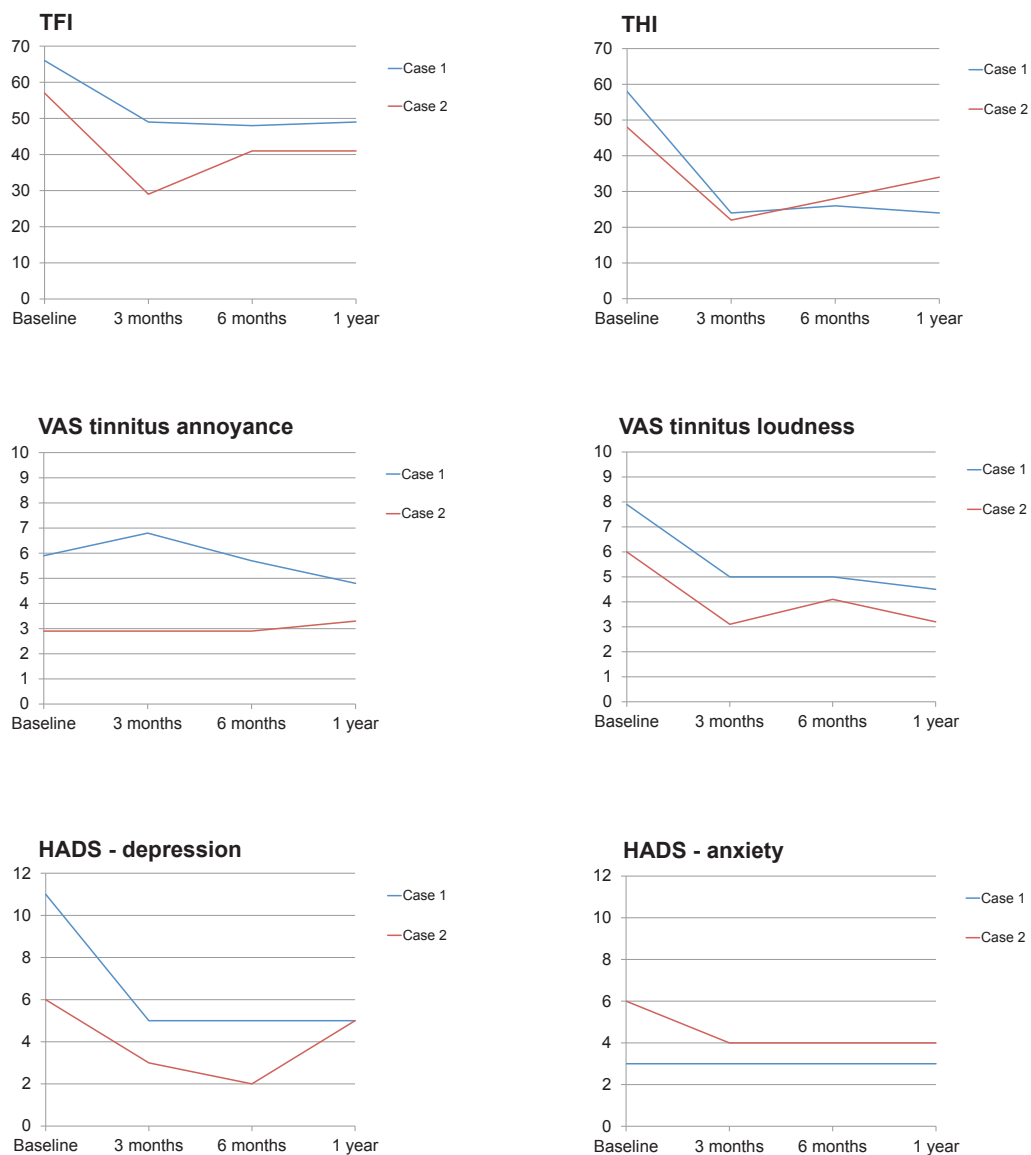 TFI
70
60
50
40
30
20
10
0
Baseline 3 months 6 months 1 year
Case 1
Case 2
THI
70
60
50
40
30
20
10
0
Baseline 3 months 6 months 1 year
Case 1
Case 2
VAS tinnitus annoyance
10
9
8
7
6
5
4
3
2
1
0
Baseline 3 months 6 months 1 year
Case 1
Case 2
VAS tinnitus loudness
10
9
8
7
6
5
4
3
2
1
0
Baseline 3 months 6 months 1 year
Case 1
Case 2
HADS - depression
12
10
8
6
4
2
0
Baseline 3 months 6 months 1 year
Case 1
Case 2
HADS - anxiety
12
10
8
6
4
2
0
Baseline 3 months 6 months 1 year
Case 1
Case 2